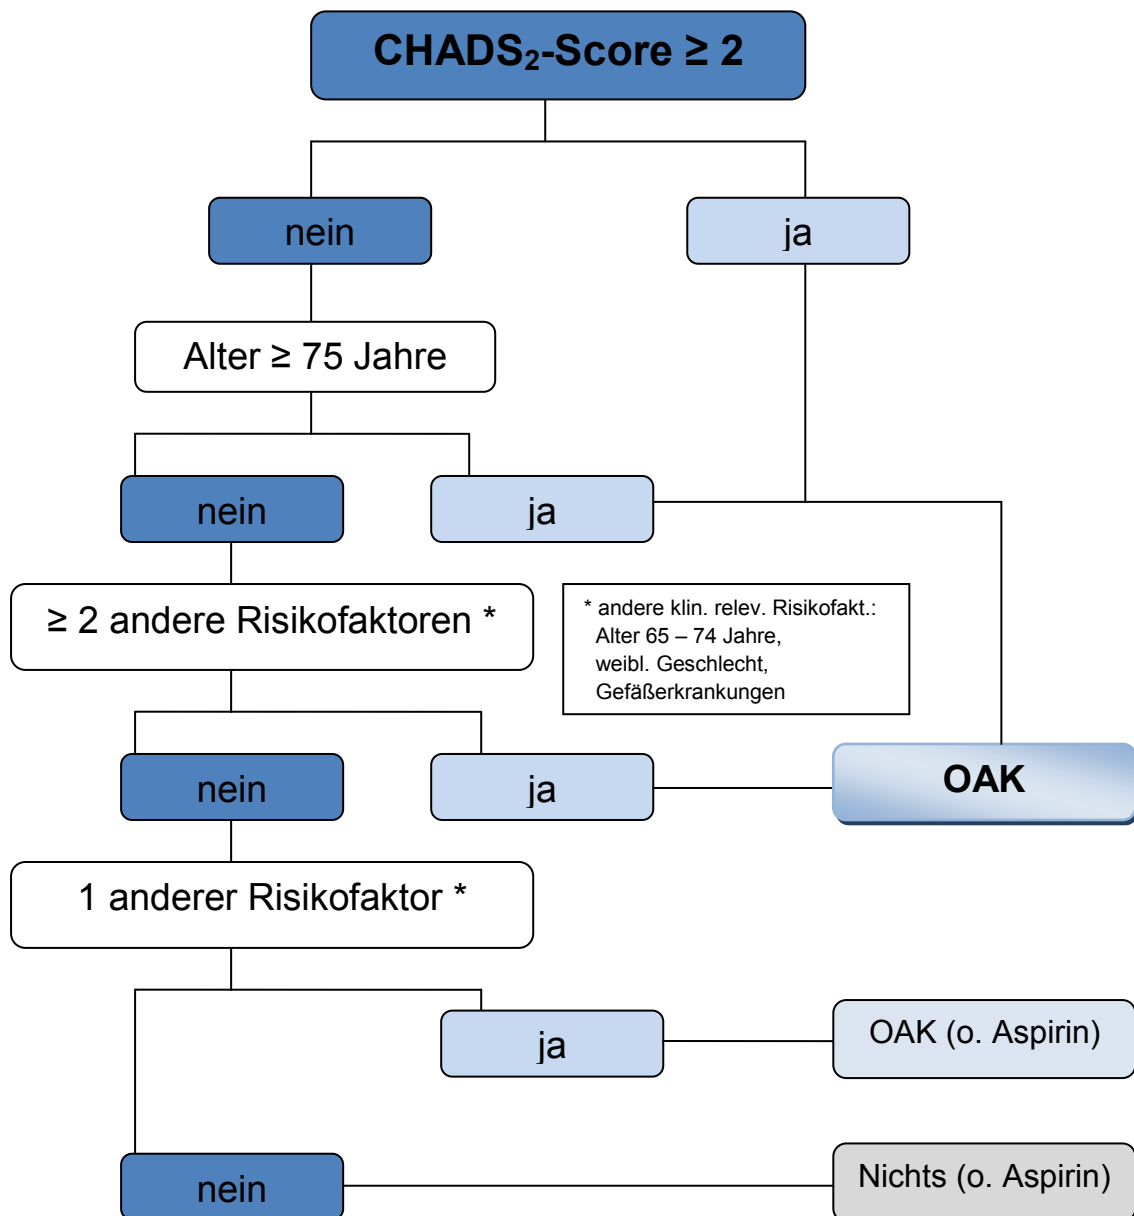 CHADS₂-Score ≥ 2
nein
ja
Alter ≥ 75 Jahre
nein
ja
≥ 2 andere Risikofaktoren *
* andere klin. relev. Risikofakt.:
Alter 65 – 74 Jahre,
weibl. Geschlecht,
Gefäßerkrankungen
nein
ja
OAK
1 anderer Risikofaktor *
ja
OAK (o. Aspirin)
nein
Nichts (o. Aspirin)